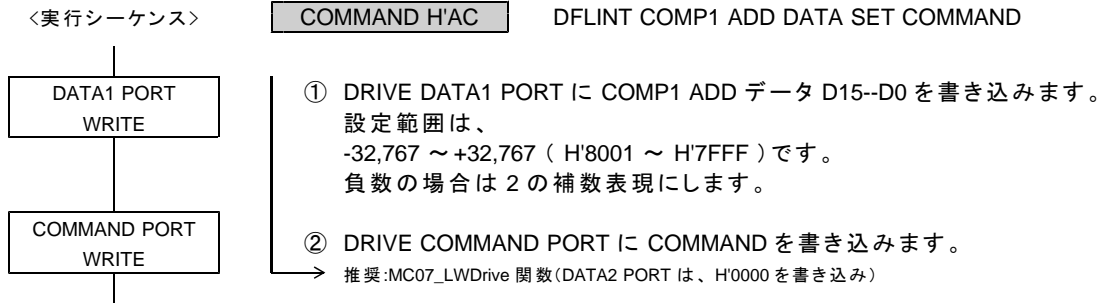 <実行シーケンス>
COMMAND H'AC
DFLINT COMP1 ADD DATA SET COMMAND
DATA1 PORT
WRITE
① DRIVE DATA1 PORT に COMP1 ADD データ D15--D0 を書き込みます。
設定範囲は、
-32,767 ～ +32,767 ( H'8001 ～ H'7FFF ) です。
負数の場合は 2 の補数表現にします。
COMMAND PORT
WRITE
② DRIVE COMMAND PORT に COMMAND を書き込みます。
推奨:MC07_LWDrive 関数(DATA2 PORT は、H'0000 を書き込み)